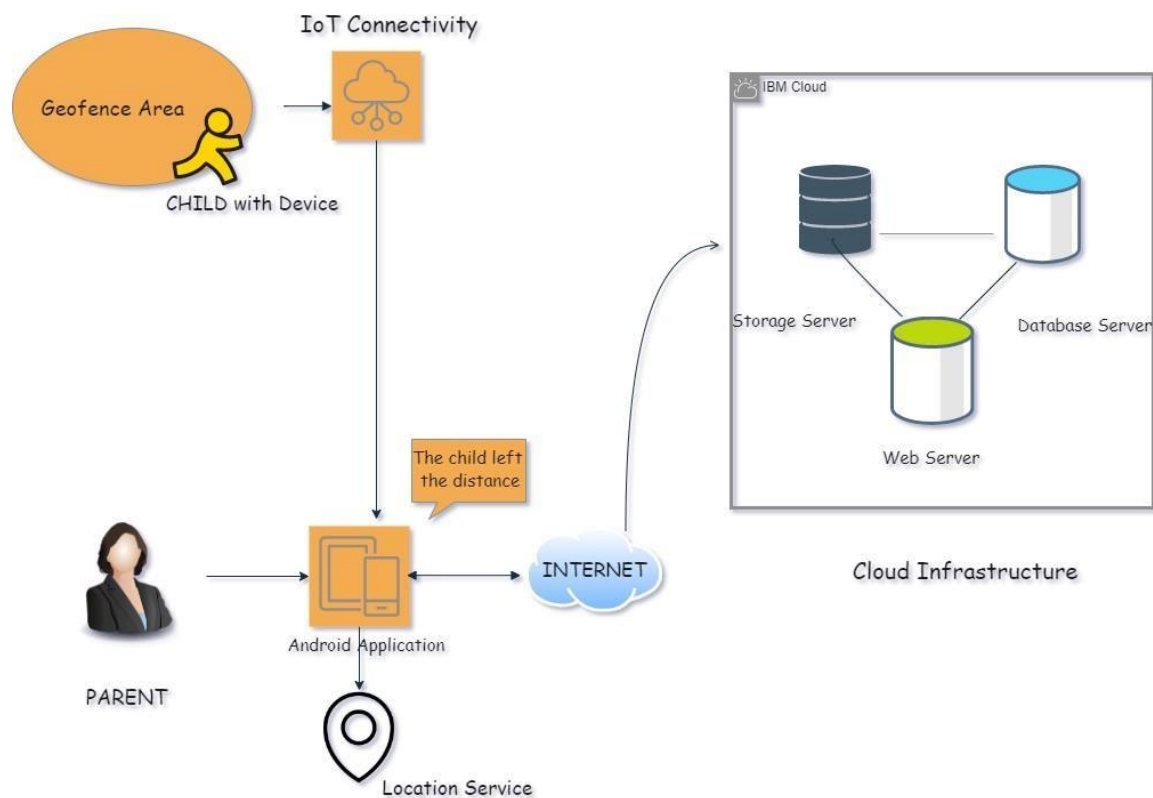 IoT Connectivity
Geofence Area
CHILD with Device
IBM Cloud
Storage Server
Database Server
Web Server
Cloud Infrastructure
The child left
the distance
INTERNET
Android Application
PARENT
Location Service